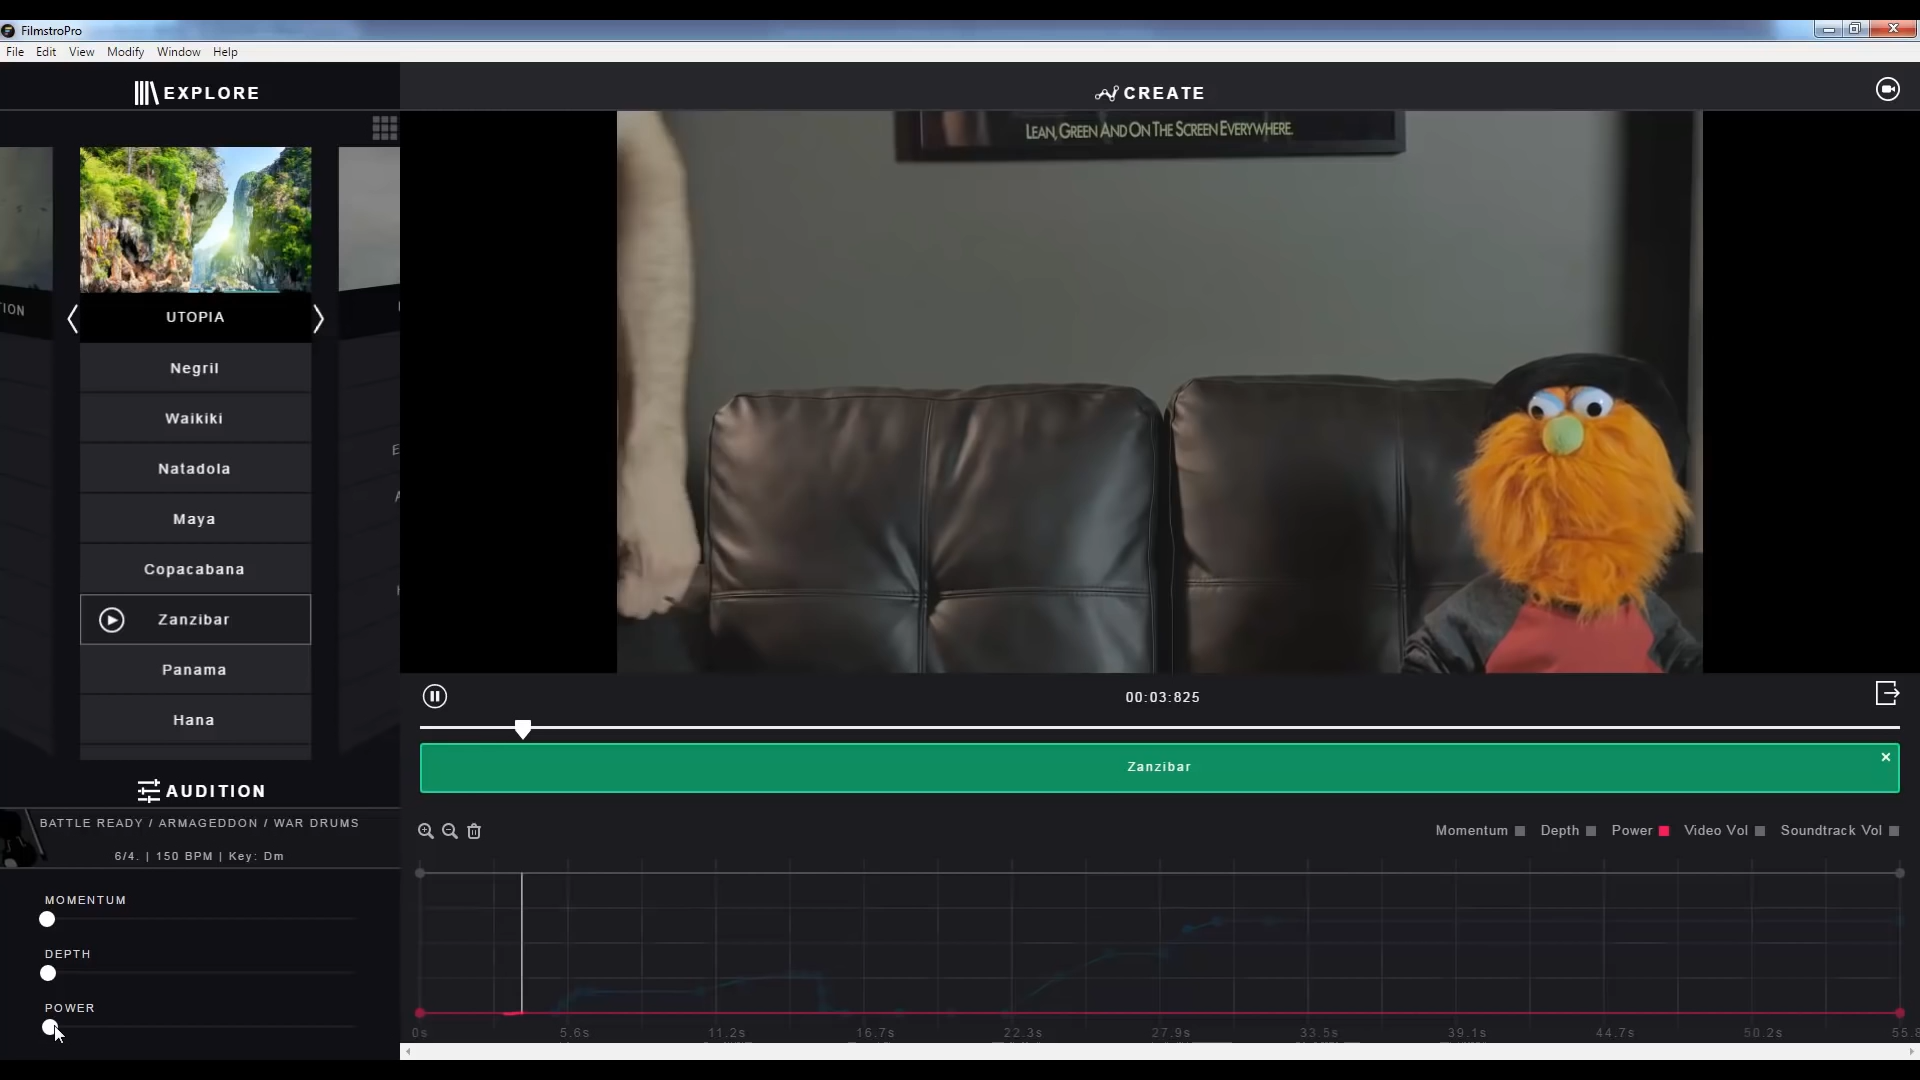 FilmstroPro
File Edit View Modify Window Help
EXPLORE
CREATE
LEAN, GREEN AND ON THE SCREEN EVERYWHERE.
TION
UTOPIA
Negril
Waikiki
Natadola
Maya
Copacabana
Zanzibar
Panama
Hana
00:03:825
Zanzibar
AUDITION
BATTLE READY / ARMAGEDDON / WAR DRUMS
6/4. | 150 BPM | Key: Dm
Momentum Depth Power Video Vol Soundtrack Vol
MOMENTUM
DEPTH
POWER
0s 5.6s 11.2s 16.7s 22.3s 27.9s 33.5s 39.1s 44.7s 50.2s 55.8